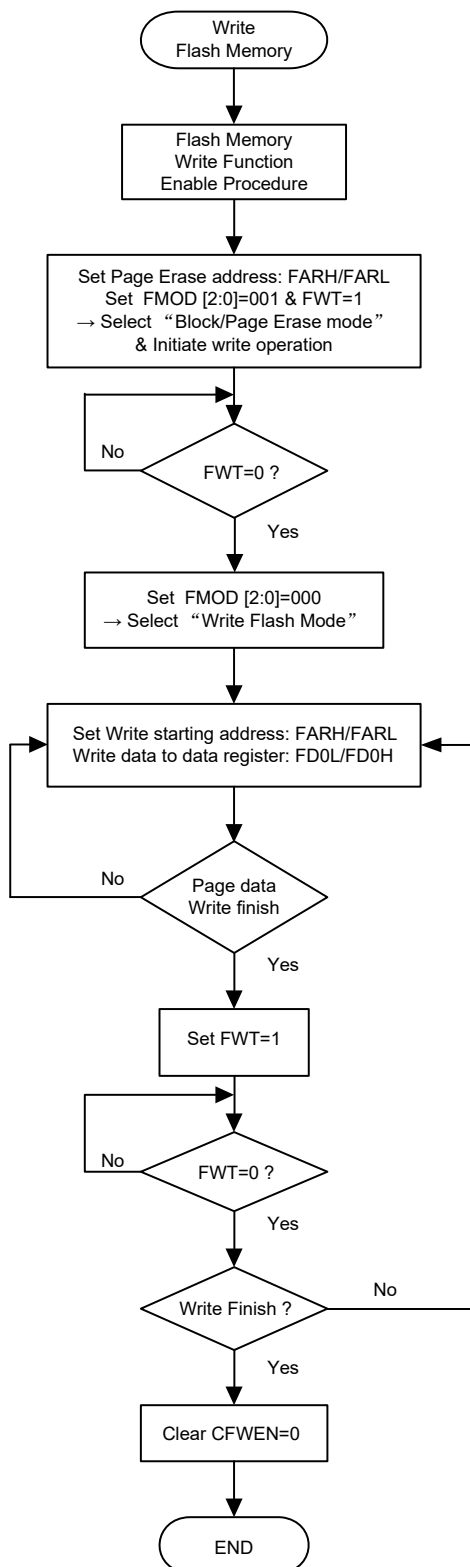 Write
Flash Memory
Flash Memory
Write Function
Enable Procedure
Set Page Erase address: FARH/FARL
Set FMOD [2:0]=001 & FWT=1
→ Select “Block/Page Erase mode”
& Initiate write operation
No
FWT=0 ?
Yes
Set FMOD [2:0]=000
→ Select “Write Flash Mode”
Set Write starting address: FARH/FARL
Write data to data register: FD0L/FD0H
No
Page data
Write finish
Yes
Set FWT=1
No
FWT=0 ?
Yes
Write Finish ?
No
Yes
Clear CFWEN=0
END